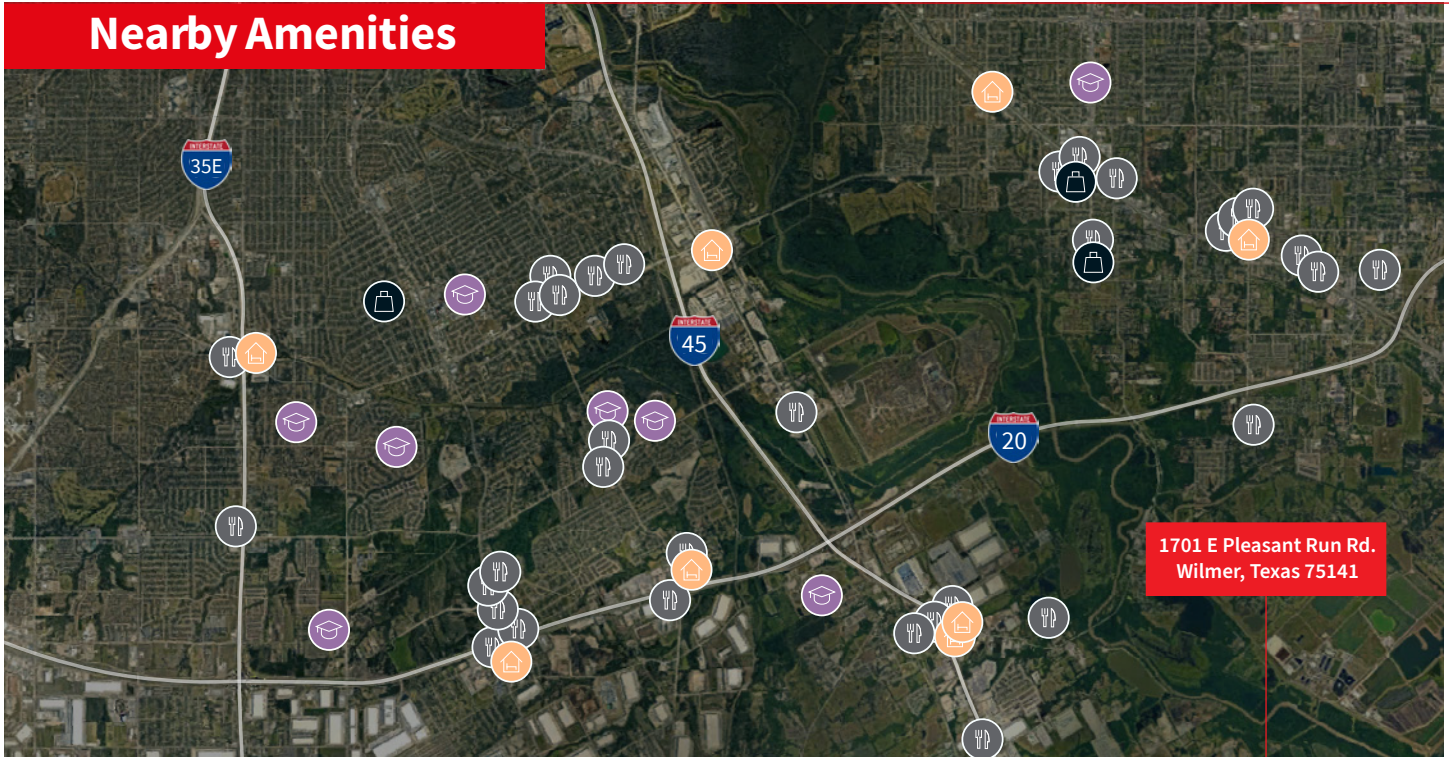 Nearby Amenities
INTERSTATE
35E
INTERSTATE
45
INTERSTATE
20
1701 E Pleasant Run Rd.
Wilmer, Texas 75141